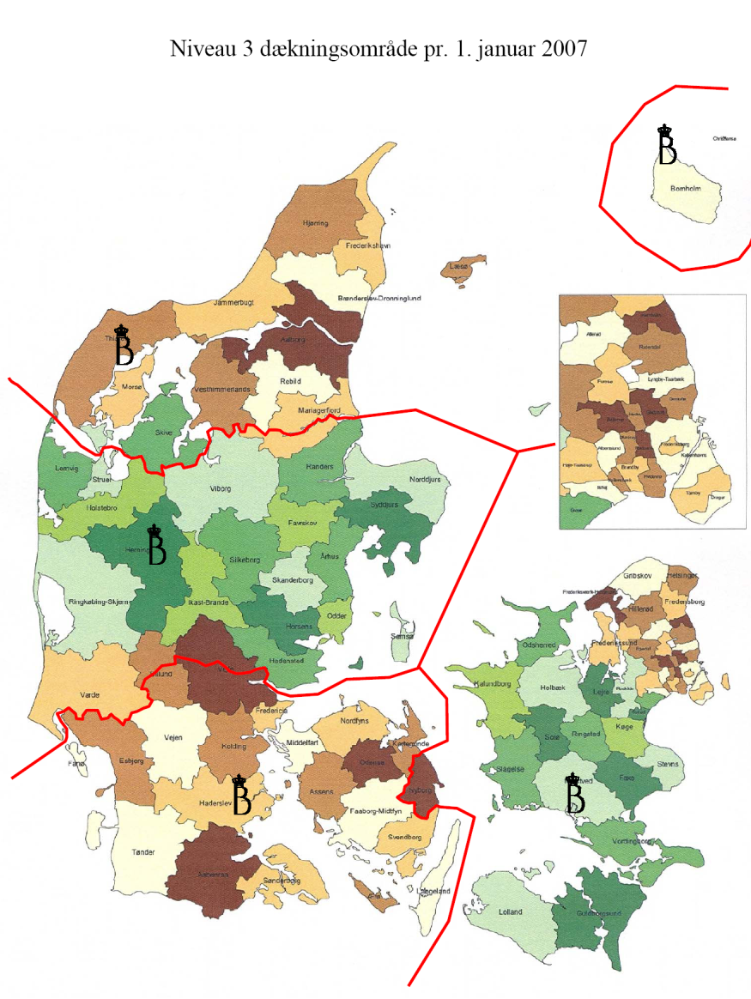 Niveau 3 dækningsområde pr. 1. januar 2007
B
Christiansø
Bornholm
Hjørring
Frederikshavn
Læsø
Brønderslev-Dronninglund
Jammerbugt
B
Aalborg
Morsø
Vesthimmerlands
Rebild
Mariagerfjord
Skive
Lemvig
Struer
Viborg
Randers
Norddjurs
Holstebro
Favrskov
Syddjurs
Herning
B
Silkeborg
Århus
Skanderborg
Ringkøbing-Skjern
Ikast-Brande
Horsens
Odder
Samsø
Hedensted
Vejle
Varde
Fredericia
Nordfyns
Vejen
Kolding
Middelfart
Esbjerg
Fanø
Odense
Assens
Nyborg
Haderslev
B
Faaborg-Midtfyn
Svendborg
Tønder
Aabenraa
Sønderborg
Ærø
Langeland
Allerød
Rudersdal
Furesø
Lyngby-Taarbæk
Gladsaxe
Ballerup
Albertslund
Frederiksberg
Københavns
Høje-Taastrup
Brøndby
Hvidovre
Ishøj
Tårnby
Dragør
Greve
Gribskov
Helsingør
Hillerød
Fredensborg
Frederikssund
Odsherred
Kalundborg
Holbæk
Lejre
Roskilde
Sorø
Ringsted
Køge
Slagelse
B
Faxe
Stevns
Vordingborg
Lolland
Guldborgsund